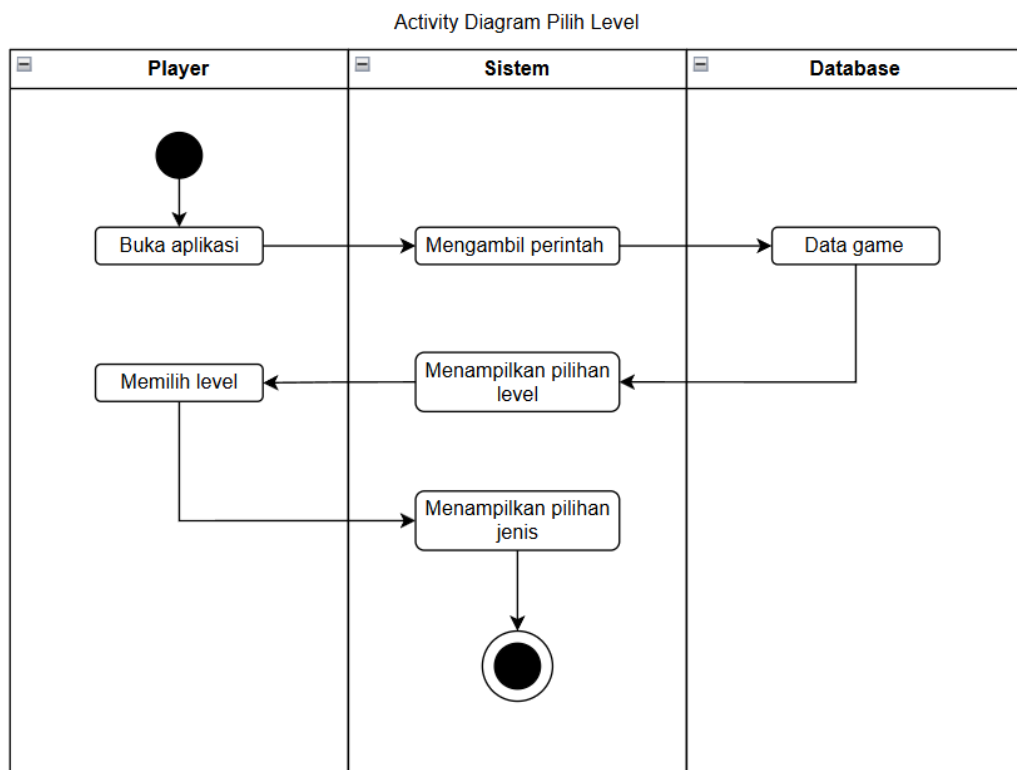 Activity Diagram Pilih Level
Player
Sistem
Database
Buka aplikasi
Mengambil perintah
Data game
Memilih level
Menampilkan pilihan
level
Menampilkan pilihan
jenis